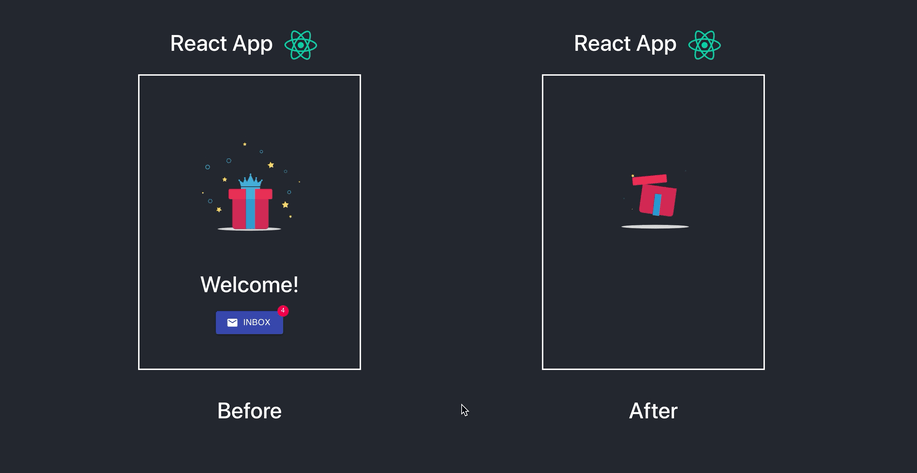 React App
React App
Welcome!
4
INBOX
Before
After